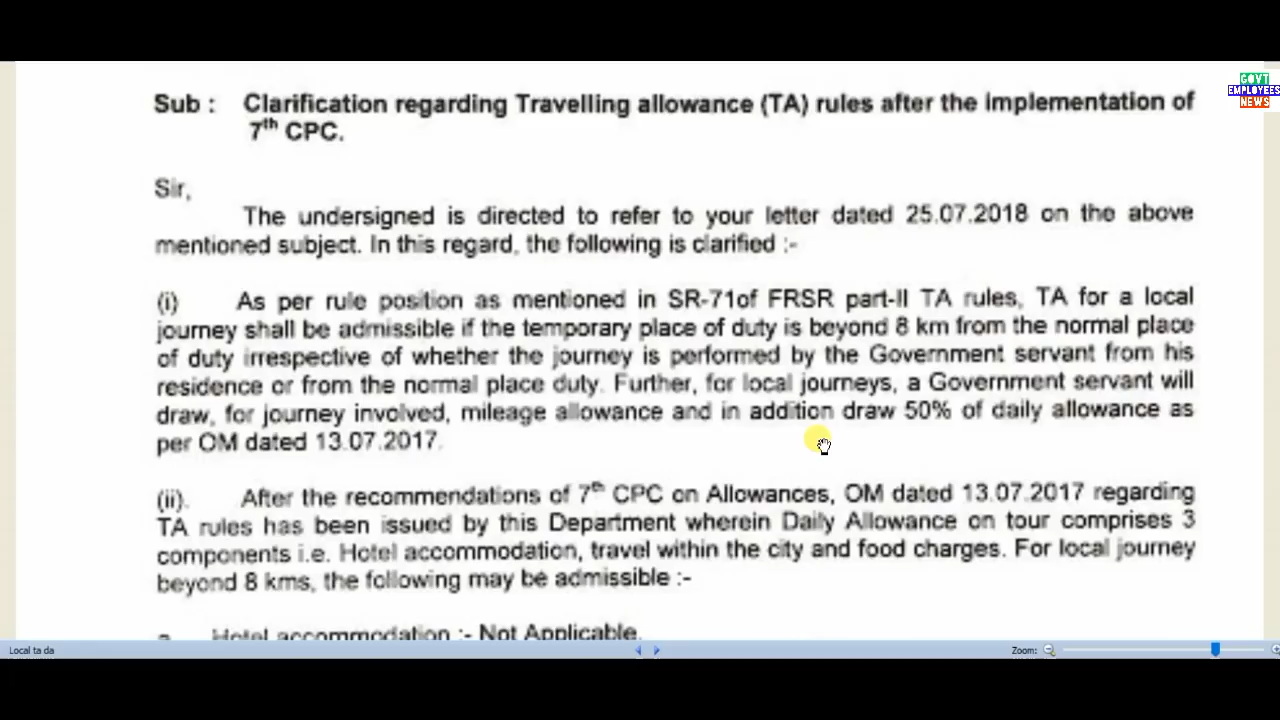 GOVT
EMPLOYEES
NEWS
Sub : Clarification regarding Travelling allowance (TA) rules after the implementation of
7th CPC.
Sir,
The undersigned is directed to refer to your letter dated 25.07.2018 on the above
mentioned subject. In this regard, the following is clarified :-
(i) As per rule position as mentioned in SR-71of FRSR part-II TA rules, TA for a local
journey shall be admissible if the temporary place of duty is beyond 8 km from the normal place
of duty irrespective of whether the journey is performed by the Government servant from his
residence or from the normal place duty. Further, for local journeys, a Government servant will
draw, for journey involved, mileage allowance and in addition draw 50% of daily allowance as
per OM dated 13.07.2017.
(ii). After the recommendations of 7th CPC on Allowances, OM dated 13.07.2017 regarding
TA rules has been issued by this Department wherein Daily Allowance on tour comprises 3
components i.e. Hotel accommodation, travel within the city and food charges. For local journey
beyond 8 kms, the following may be admissible :-
a. Hotel accommodation :- Not Applicable.
Local ta da
Zoom: